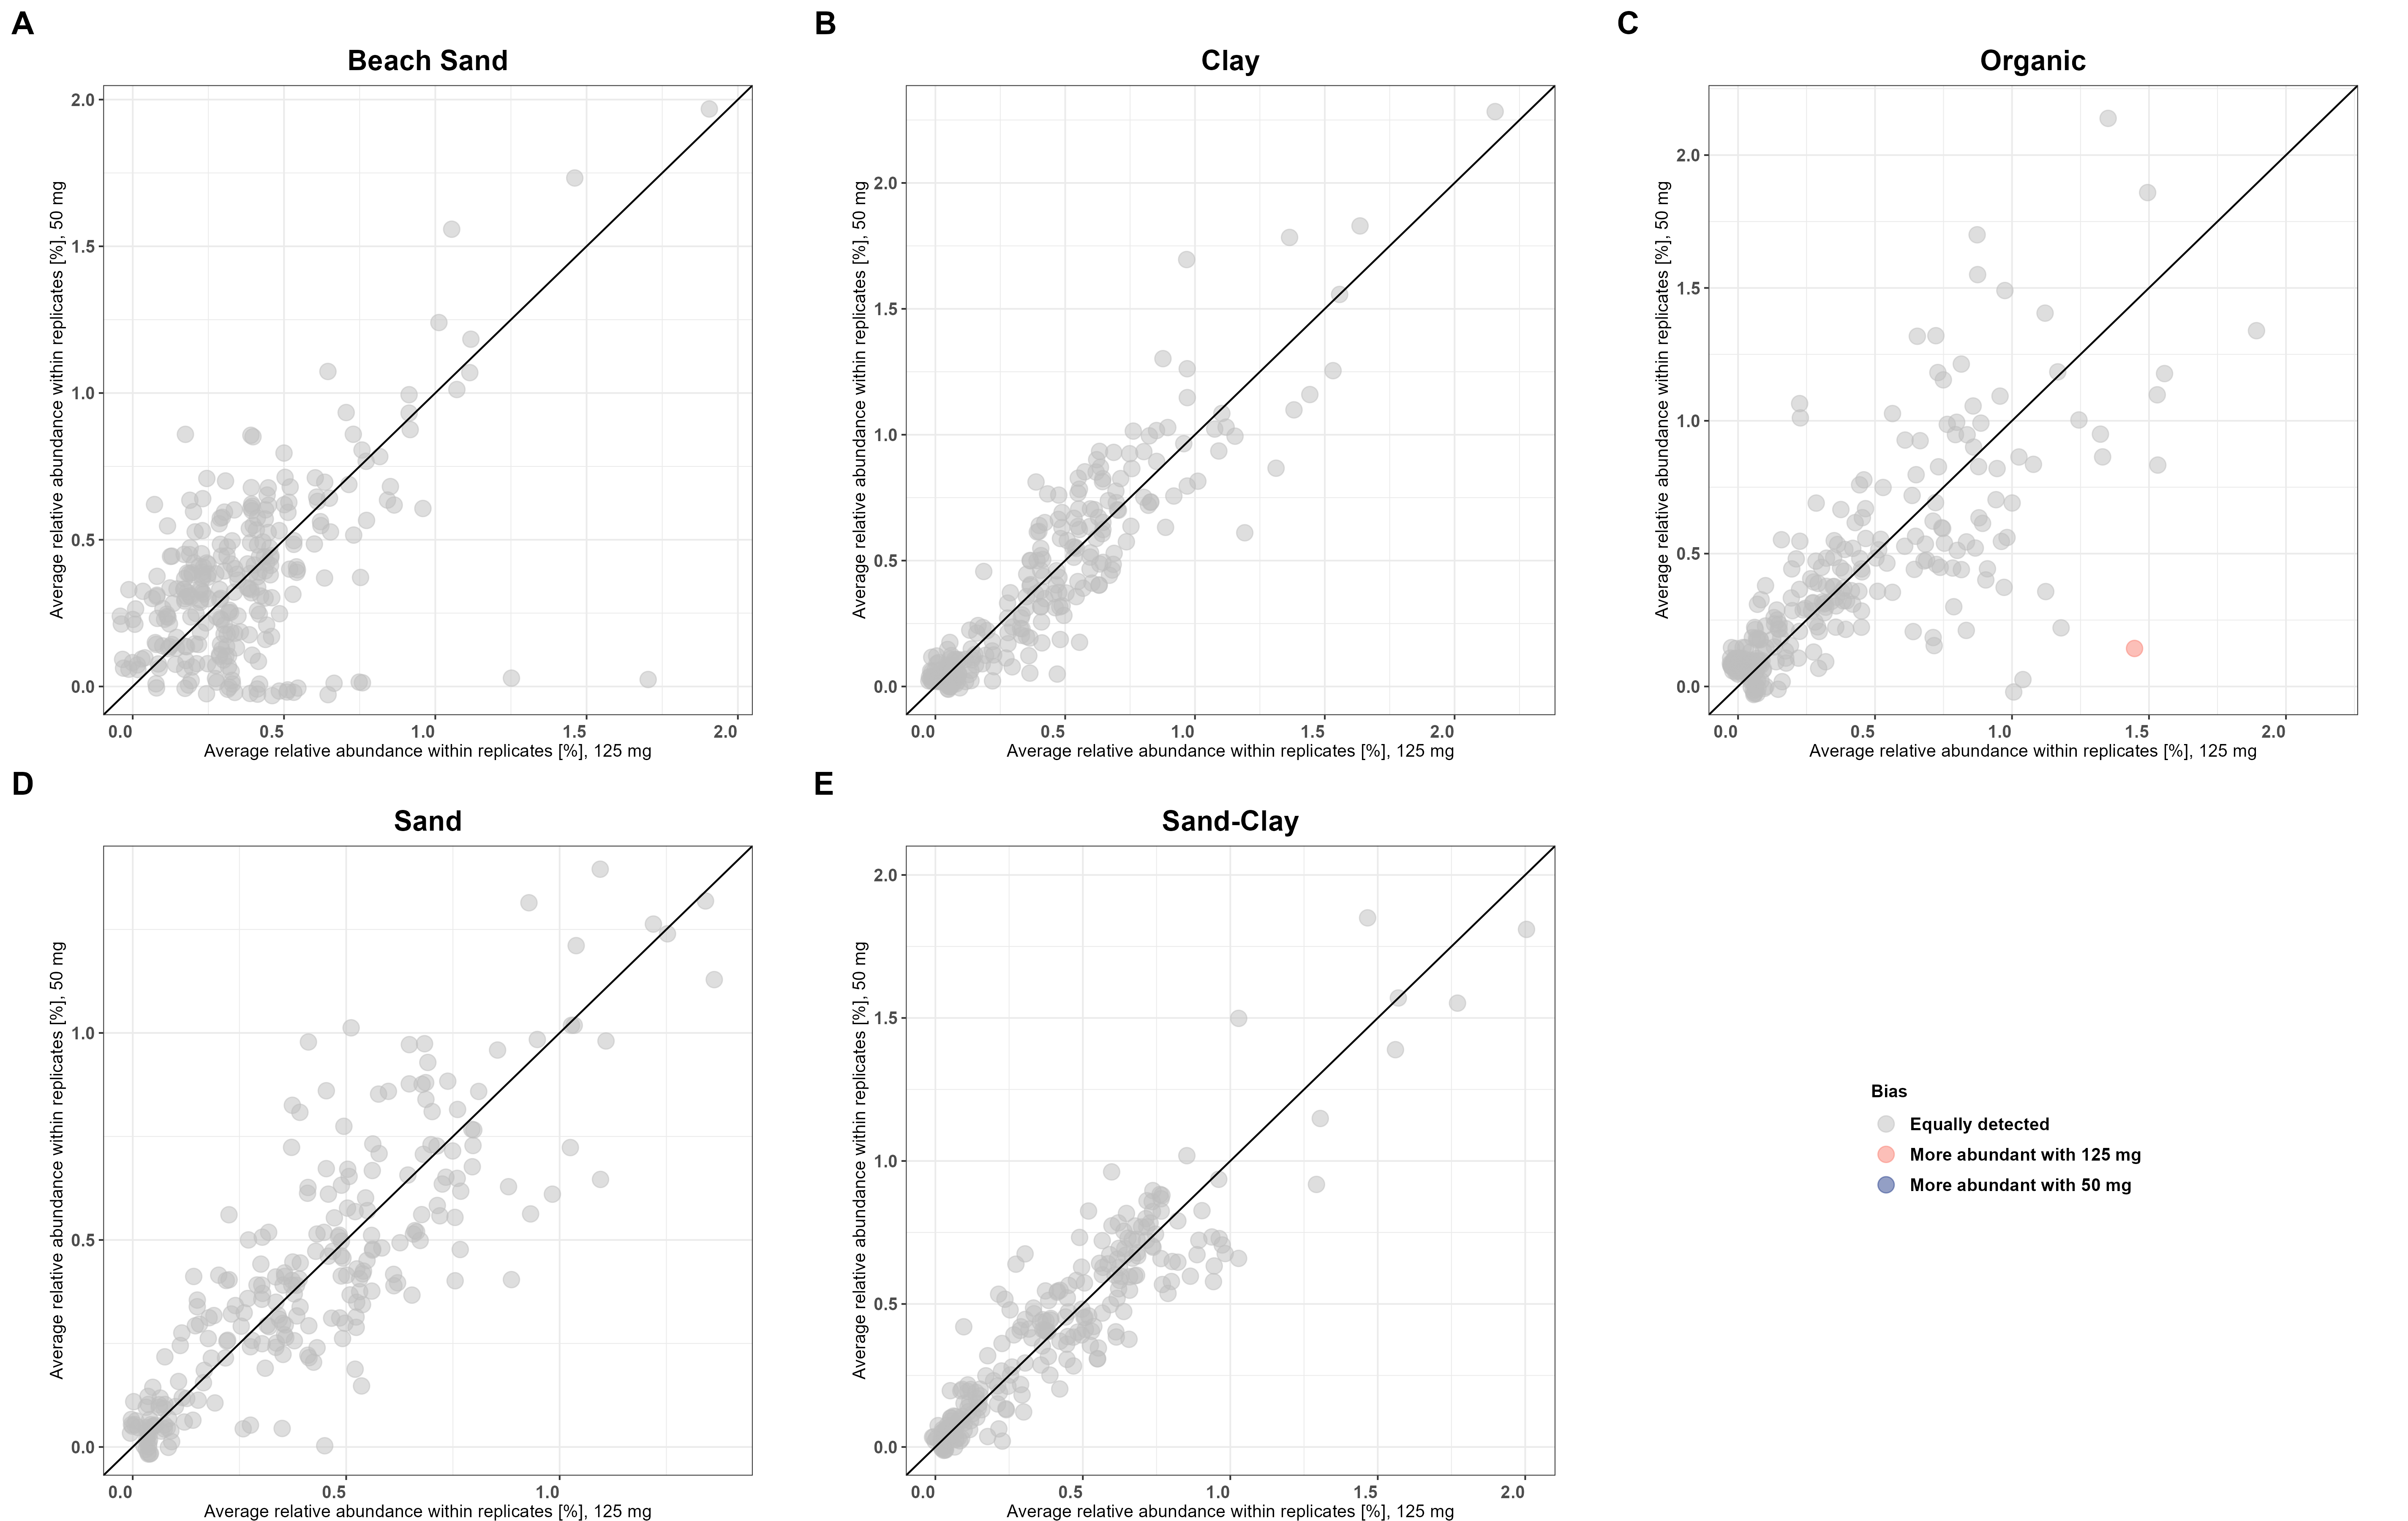 A
Beach Sand
Average relative abundance within replicates [%], 50 mg
2.0
1.5
1.0
0.5
0.0
0.0 0.5 1.0 1.5 2.0
Average relative abundance within replicates [%], 125 mg
B
Clay
Average relative abundance within replicates [%], 50 mg
2.0
1.5
1.0
0.5
0.0
0.0 0.5 1.0 1.5 2.0
Average relative abundance within replicates [%], 125 mg
C
Organic
Average relative abundance within replicates [%], 50 mg
2.0
1.5
1.0
0.5
0.0
0.0 0.5 1.0 1.5 2.0
Average relative abundance within replicates [%], 125 mg
D
Sand
Average relative abundance within replicates [%], 50 mg
1.0
0.5
0.0
0.0 0.5 1.0
Average relative abundance within replicates [%], 125 mg
E
Sand-Clay
Average relative abundance within replicates [%], 50 mg
2.0
1.5
1.0
0.5
0.0
0.0 0.5 1.0 1.5 2.0
Average relative abundance within replicates [%], 125 mg
Bias
Equally detected
More abundant with 125 mg
More abundant with 50 mg